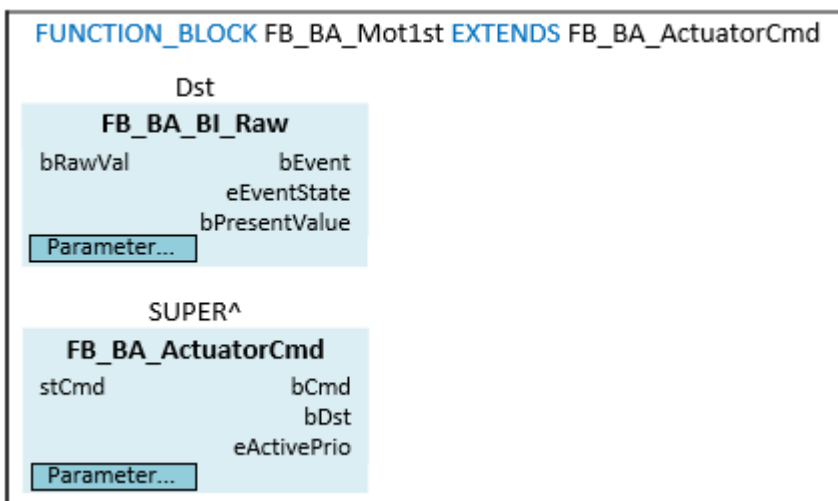 FUNCTION_BLOCK FB_BA_Mot1st EXTENDS FB_BA_ActuatorCmd
Dst
FB_BA_BI_Raw
bRawVal bEvent
eEventState
bPresentValue
Parameter...
SUPER^
FB_BA_ActuatorCmd
stCmd bCmd
bDst
eActivePrio
Parameter...